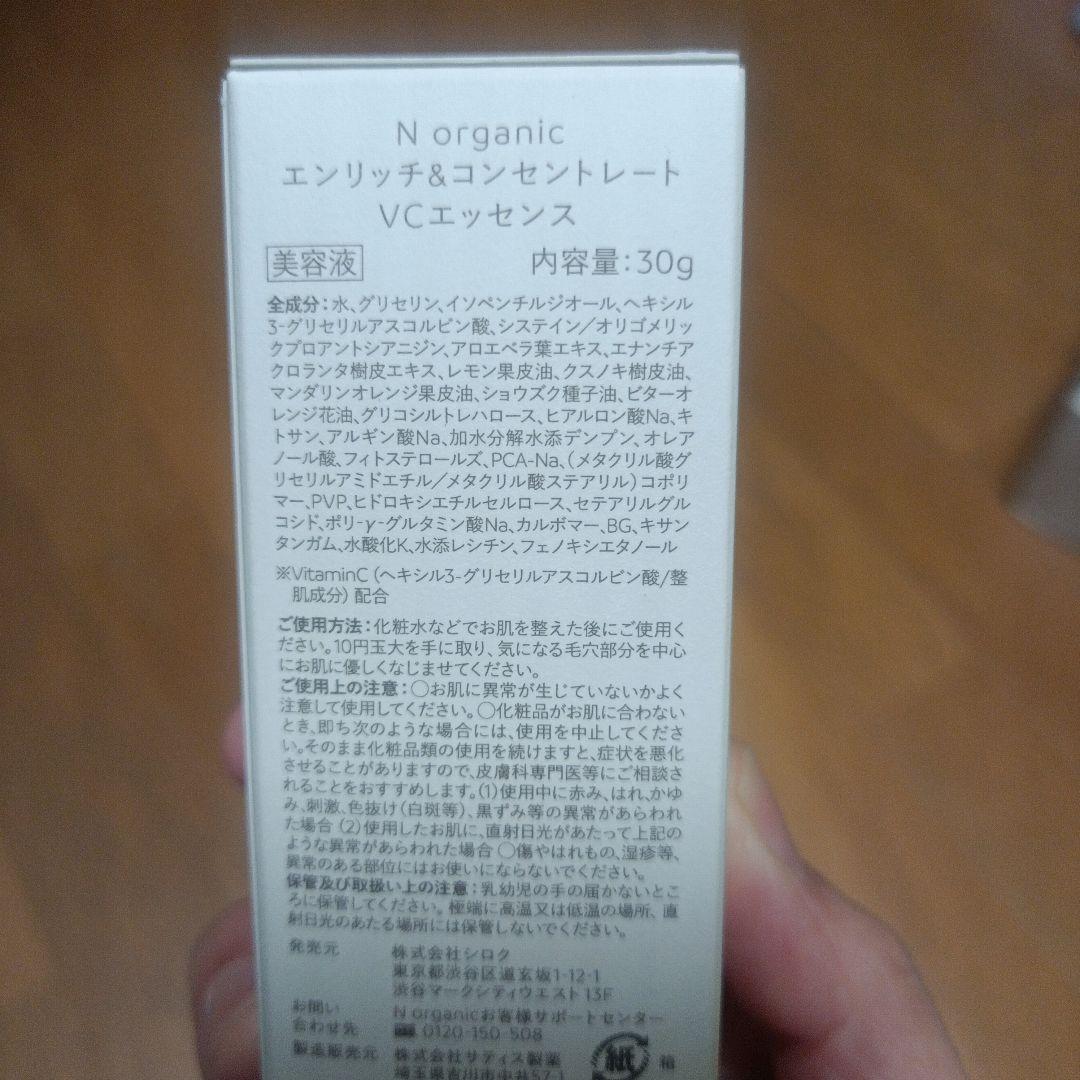 N organic
エンリッチ&コンセントレート
VCエッセンス
美容液 内容量:30g
全成分:水、グリセリン、イソペンチルジオール、ヘキシル
3-グリセリルアスコルビン酸、システイン/オリゴメリッ
クプロアントシアニジン、アロエベラ葉エキス、エナンチア
クロランタ樹皮エキス、レモン果皮油、クスノキ樹皮油、
マンダリンオレンジ果皮油、ショウズク種子油、ビターオ
レンジ花油、グリコシルトレハロース、ヒアルロン酸Na、キ
トサン、アルギン酸Na、加水分解水添デンプン、オレア
ノール酸、フィトステロールズ、PCA-Na、(メタクリル酸グ
リセリルアミドエチル/メタクリル酸ステアリル)コポリ
マー、PVP、ヒドロキシエチルセルロース、セテアリルグル
コシド、ポリ-γ-グルタミン酸Na、カルボマー、BG、キサン
タンガム、水酸化K、水添レシチン、フェノキシエタノール
※VitaminC(ヘキシル3-グリセリルアスコルビン酸/整
肌成分)配合
ご使用方法:化粧水などでお肌を整えた後にご使用く
ださい。10円玉大を手に取り、気になる毛穴部分を中心
にお肌に優しくなじませてください。
ご使用上の注意:○お肌に異常が生じていないかよく
注意して使用してください。○化粧品がお肌に合わない
とき、即ち次のような場合には、使用を中止してくださ
い。そのまま化粧品類の使用を続けますと、症状を悪化
させることがありますので、皮膚科専門医等にご相談さ
れることをおすすめします。(1)使用中に赤み、はれ、かゆ
み、刺激、色抜け(白斑等)、黒ずみ等の異常があらわれ
た場合 (2)使用したお肌に、直射日光があたって上記の
ような異常があらわれた場合 ○傷やはれもの、湿疹等、
異常のある部位にはお使いにならないでください。
保管及び取扱い上の注意:乳幼児の手の届かないとこ
ろに保管してください。極端に高温又は低温の場所、直
射日光のあたる場所には保管しないでください。
発売元 株式会社シロク
東京都渋谷区道玄坂1-12-1
渋谷マークシティウエスト13F
お問い N organicお客様サポートセンター
合わせ先 0120-150-508
製造販売元 株式会社サティス製薬
埼玉県吉川市中井57-1
紙 箱